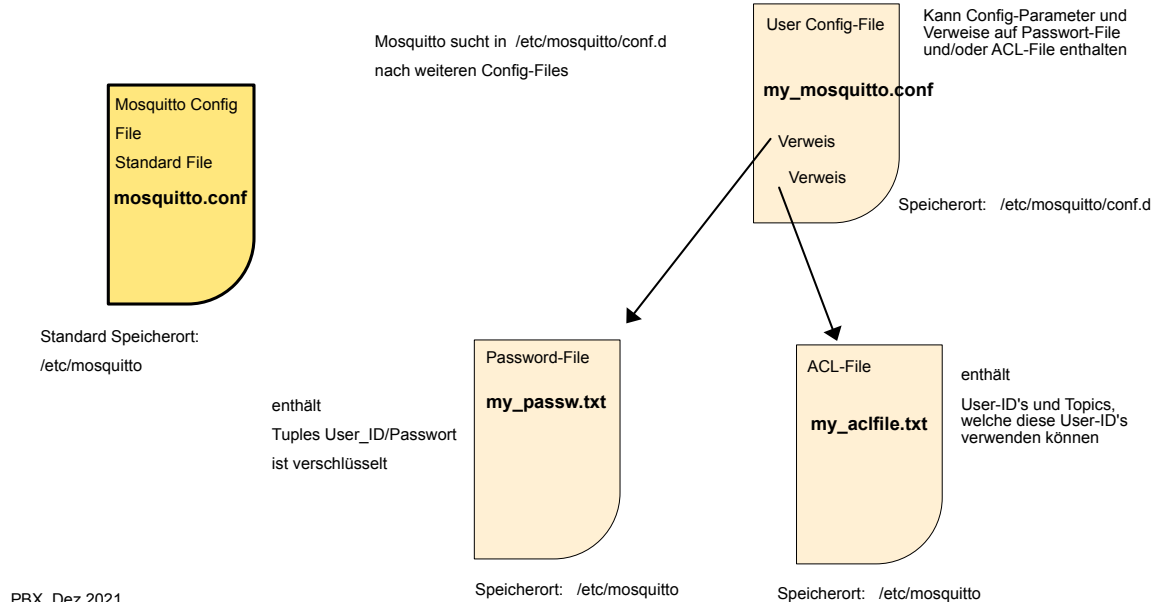 Mosquitto Config
File
Standard File
mosquitto.conf
Standard Speicherort:
/etc/mosquitto
Mosquitto sucht in /etc/mosquitto/conf.d
nach weiteren Config-Files
User Config-File
my_mosquitto.conf
Verweis
Verweis
Kann Config-Parameter und
Verweise auf Passwort-File
und/oder ACL-File enthalten
Speicherort: /etc/mosquitto/conf.d
enthält
Tuples User_ID/Passwort
ist verschlüsselt
Password-File
my_passw.txt
Speicherort: /etc/mosquitto
ACL-File
my_aclfile.txt
enthält
User-ID's und Topics,
welche diese User-ID's
verwenden können
Speicherort: /etc/mosquitto
PBX Dez 2021